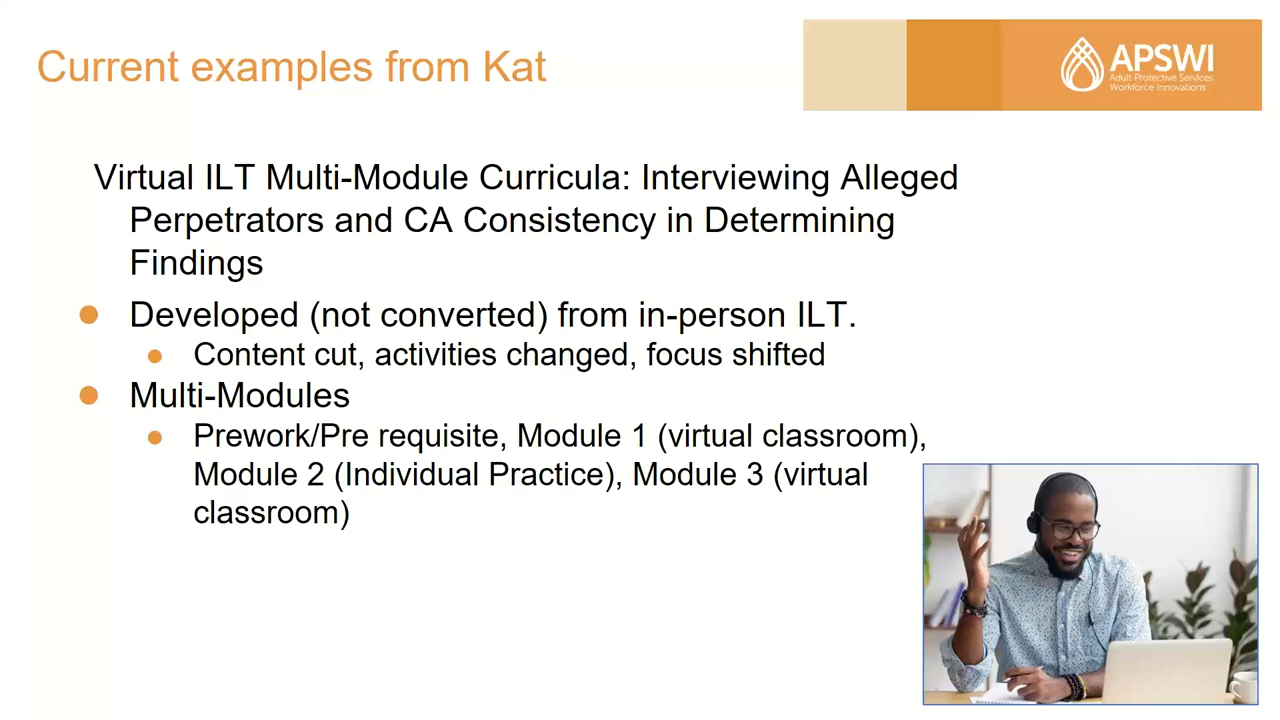 Current examples from Kat
APSWI
Adult Protective Services
Workforce Innovations
Virtual ILT Multi-Module Curricula: Interviewing Alleged
Perpetrators and CA Consistency in Determining
Findings
Developed (not converted) from in-person ILT.
Content cut, activities changed, focus shifted
Multi-Modules
Prework/Pre requisite, Module 1 (virtual classroom),
Module 2 (Individual Practice), Module 3 (virtual
classroom)